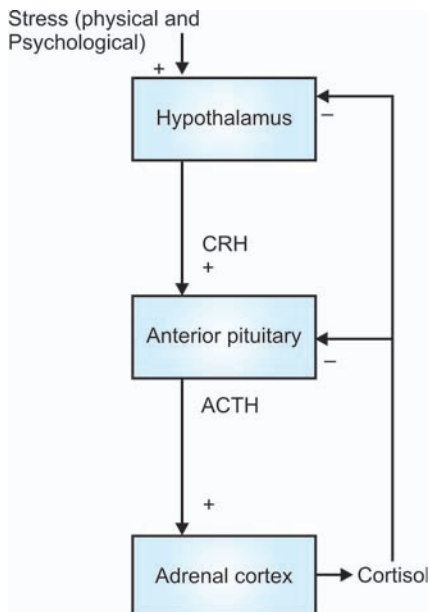 Stress (physical and
Psychological)
+
Hypothalamus
–
CRH
+
Anterior pituitary
–
ACTH
+
Adrenal cortex
Cortisol